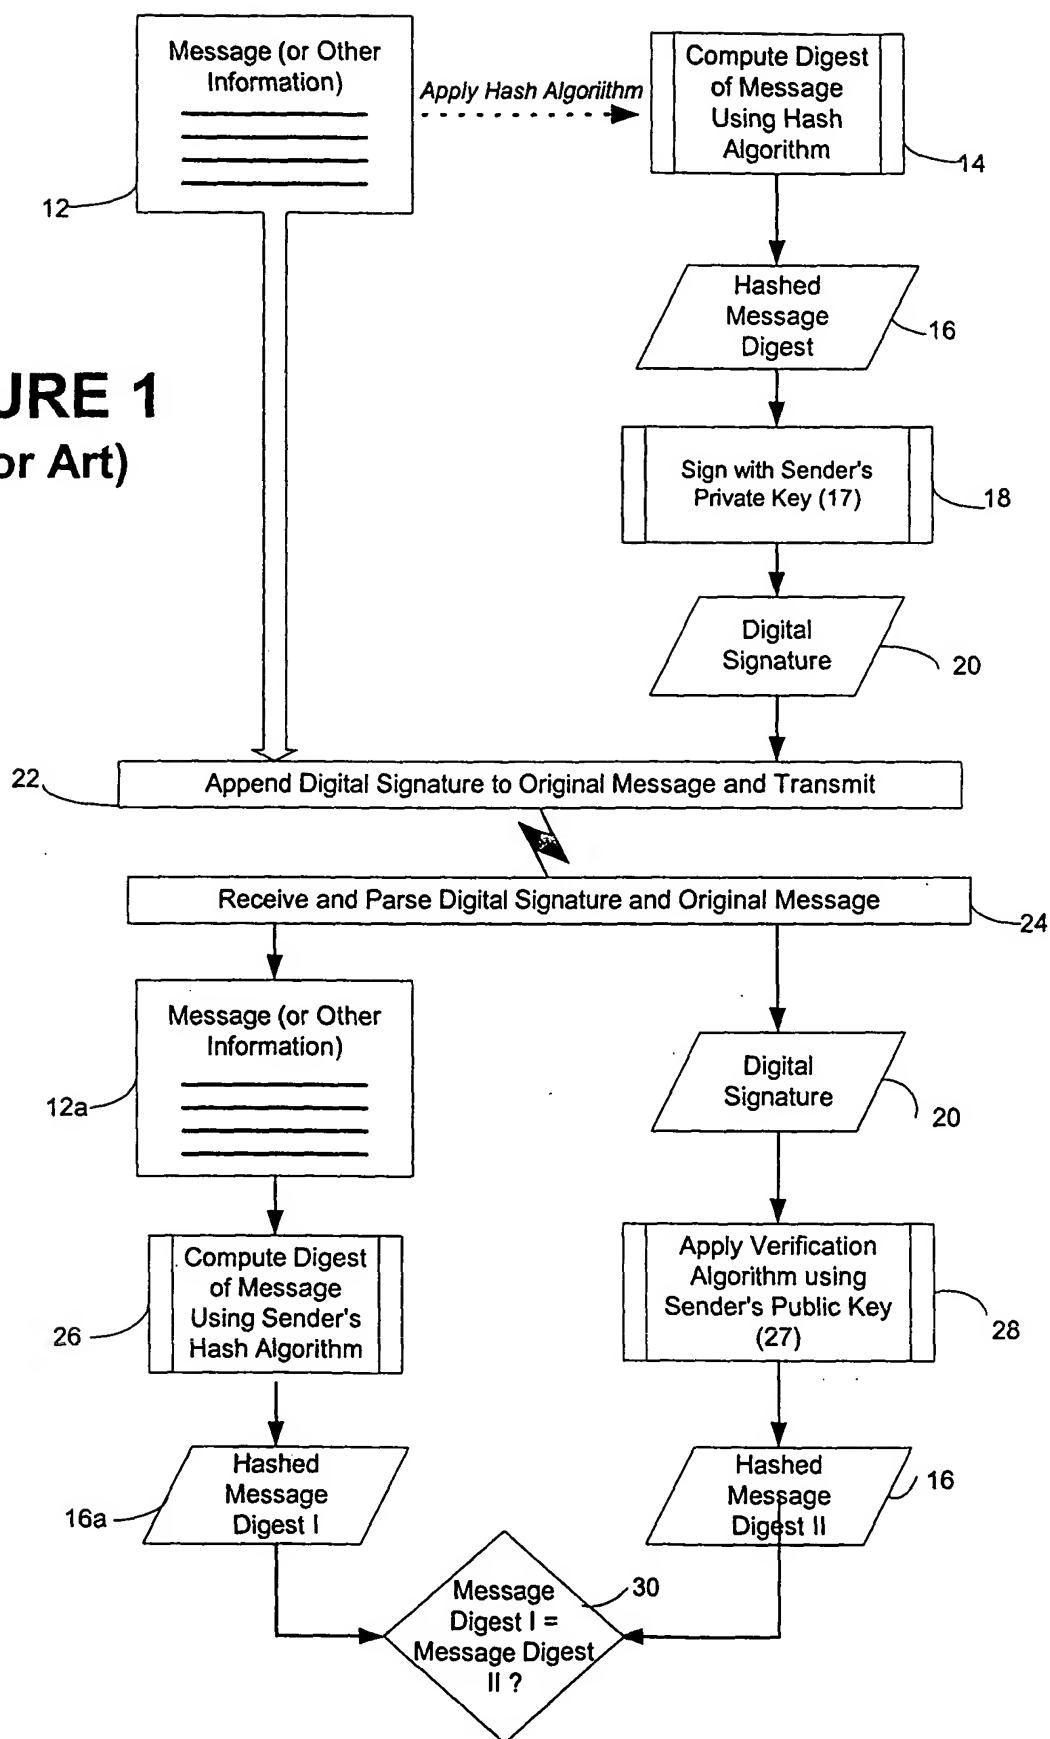 Message (or Other
Information)
12
Apply Hash Algoriithm
Compute Digest
of Message
Using Hash
Algorithm
14
Hashed
Message
Digest
16
URE 1
or Art)
Sign with Sender's
Private Key (17)
18
Digital
Signature
20
22
Append Digital Signature to Original Message and Transmit
Receive and Parse Digital Signature and Original Message
24
Message (or Other
Information)
12a
Digital
Signature
20
Compute Digest
of Message
Using Sender's
Hash Algorithm
26
Apply Verification
Algorithm using
Sender's Public Key
(27)
28
Hashed
Message
Digest I
16a
Hashed
Message
Digest II
16
Message
Digest I =
Message Digest
II ?
30